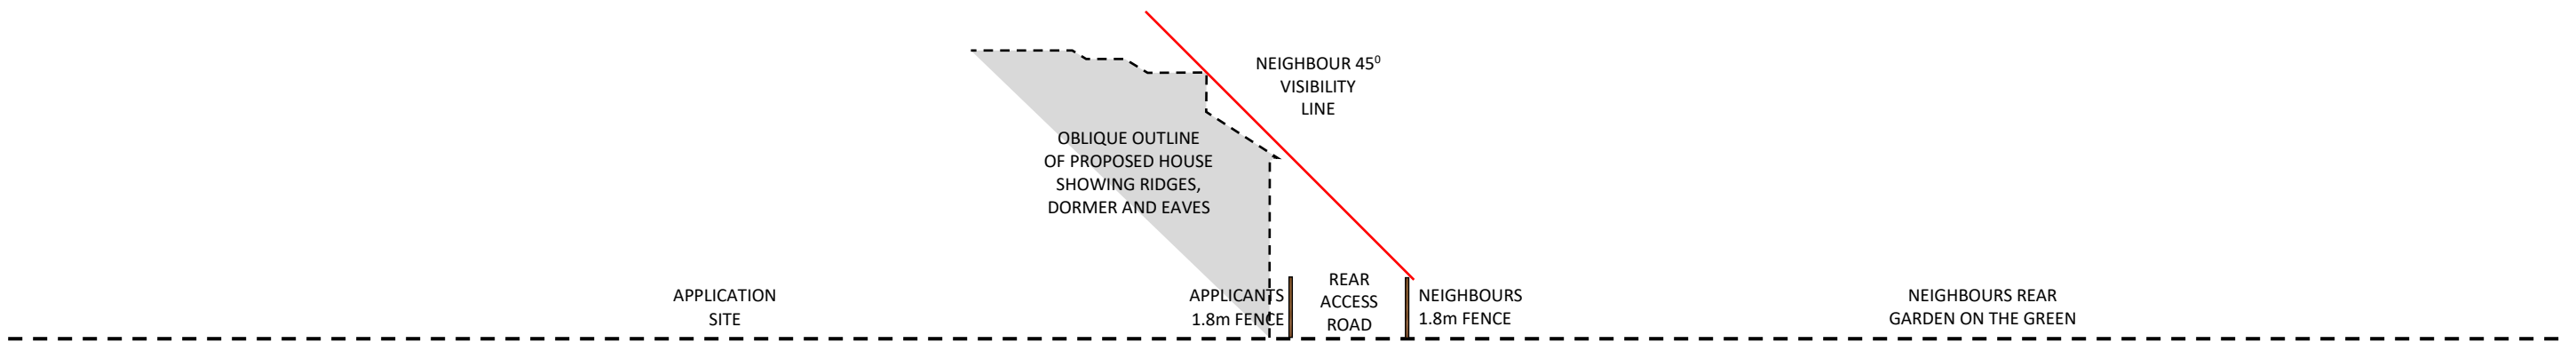 NEIGHBOUR 45⁰
VISIBILITY
LINE
OBLIQUE OUTLINE
OF PROPOSED HOUSE
SHOWING RIDGES,
DORMER AND EAVES
APPLICATION
SITE
APPLICANTS
1.8m FENCE
REAR
ACCESS
ROAD
NEIGHBOURS
1.8m FENCE
NEIGHBOURS REAR
GARDEN ON THE GREEN